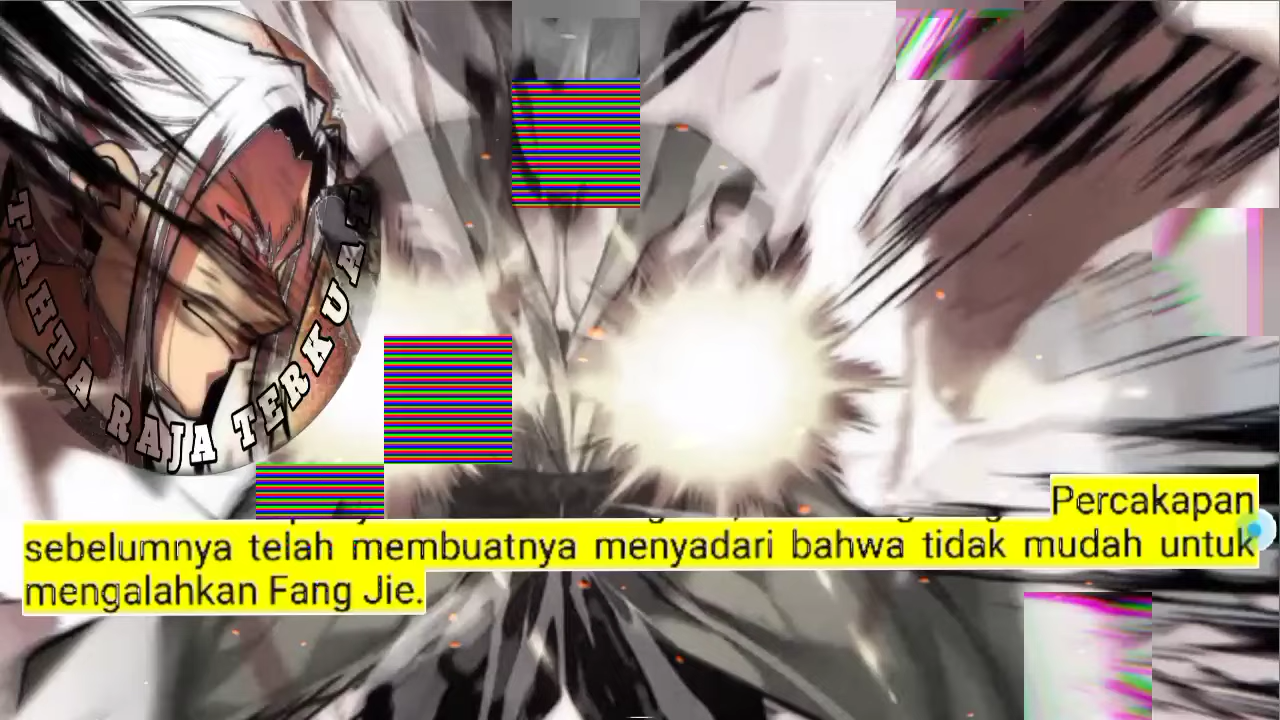 TAHTA RAJA TERKUAT
Percakapan
sebelumnya telah membuatnya menyadari bahwa tidak mudah untuk
mengalahkan Fang Jie.